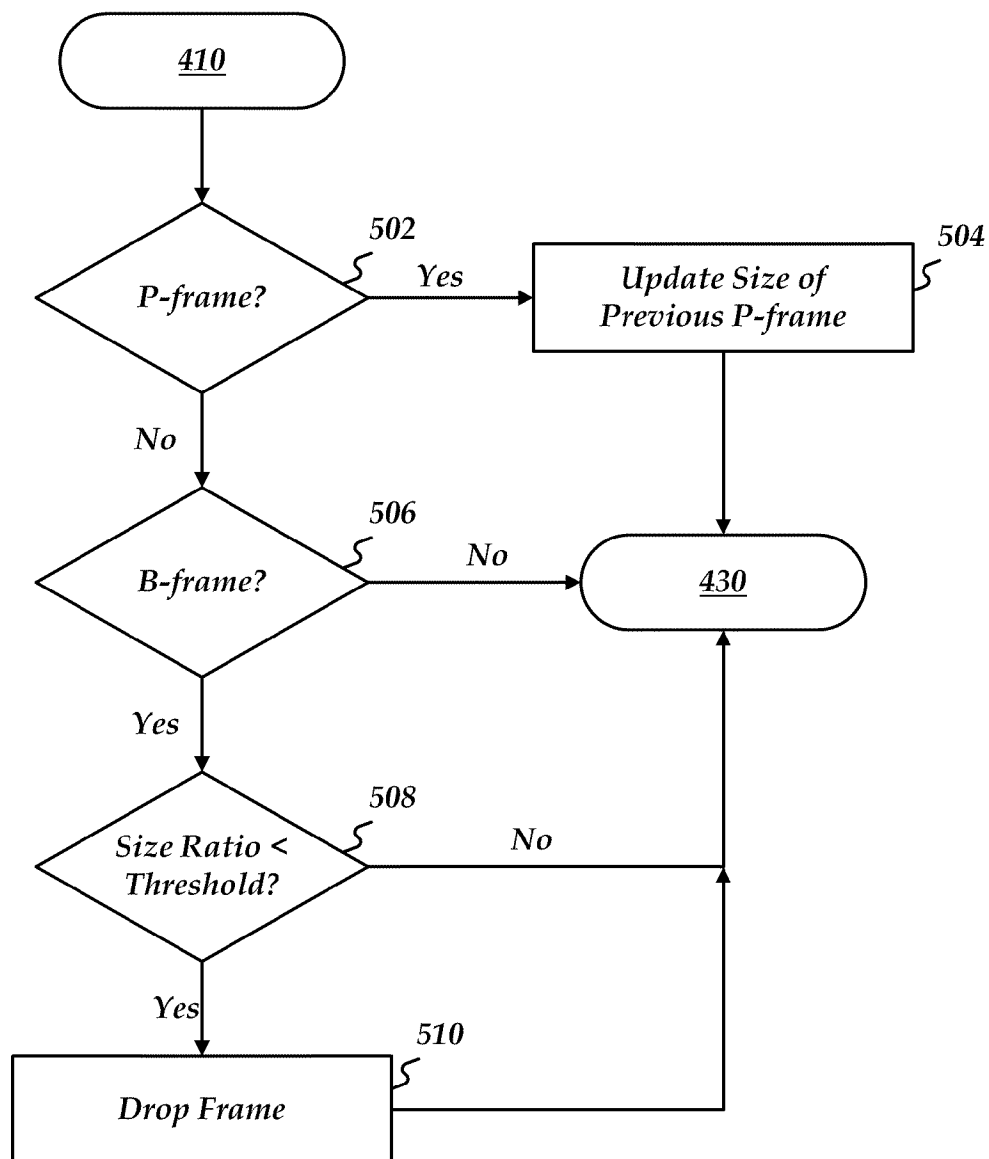 410
502
P-frame?
Yes
504
Update Size of
Previous P-frame
No
506
B-frame?
No
430
Yes
508
Size Ratio <
Threshold?
No
Yes
510
Drop Frame